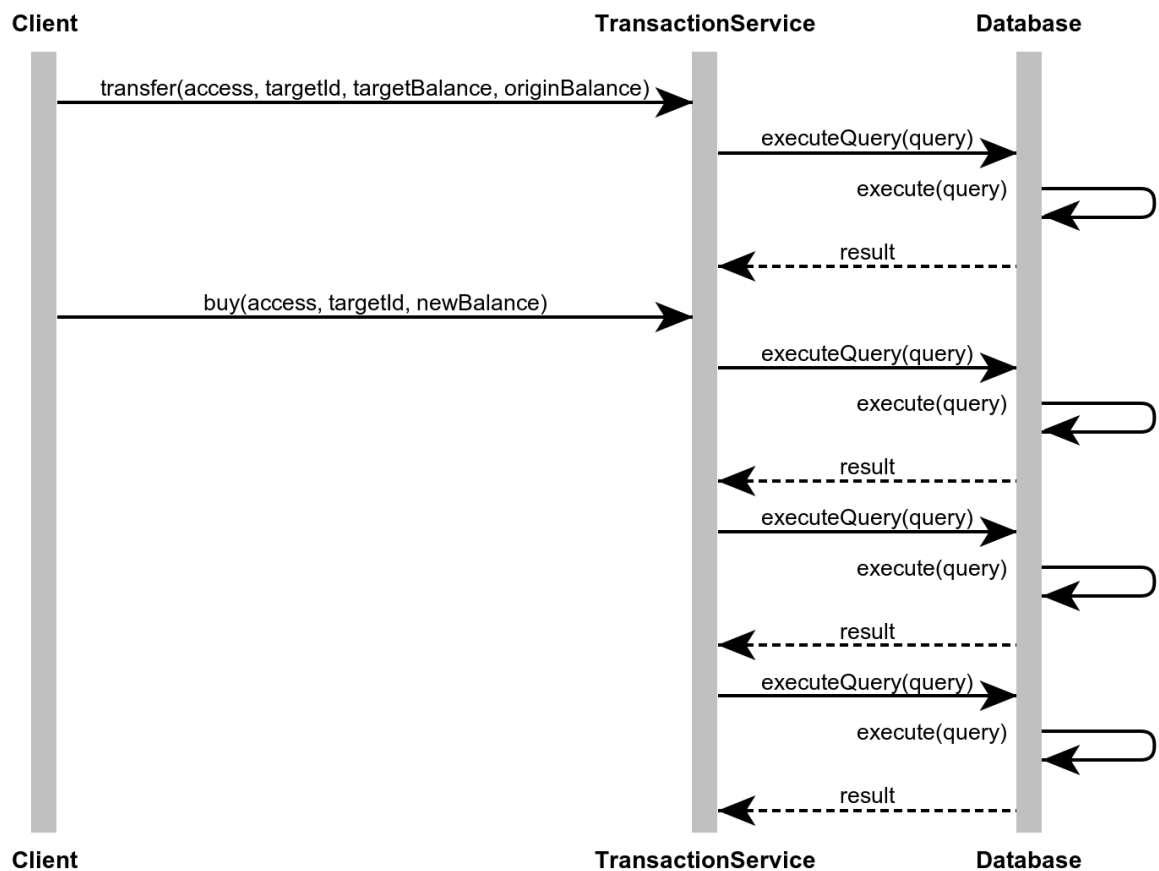 Client TransactionService Database
transfer(access, targetId, targetBalance, originBalance)
executeQuery(query)
execute(query)
result
buy(access, targetId, newBalance)
executeQuery(query)
execute(query)
result
executeQuery(query)
execute(query)
result
executeQuery(query)
execute(query)
result
Client TransactionService Database